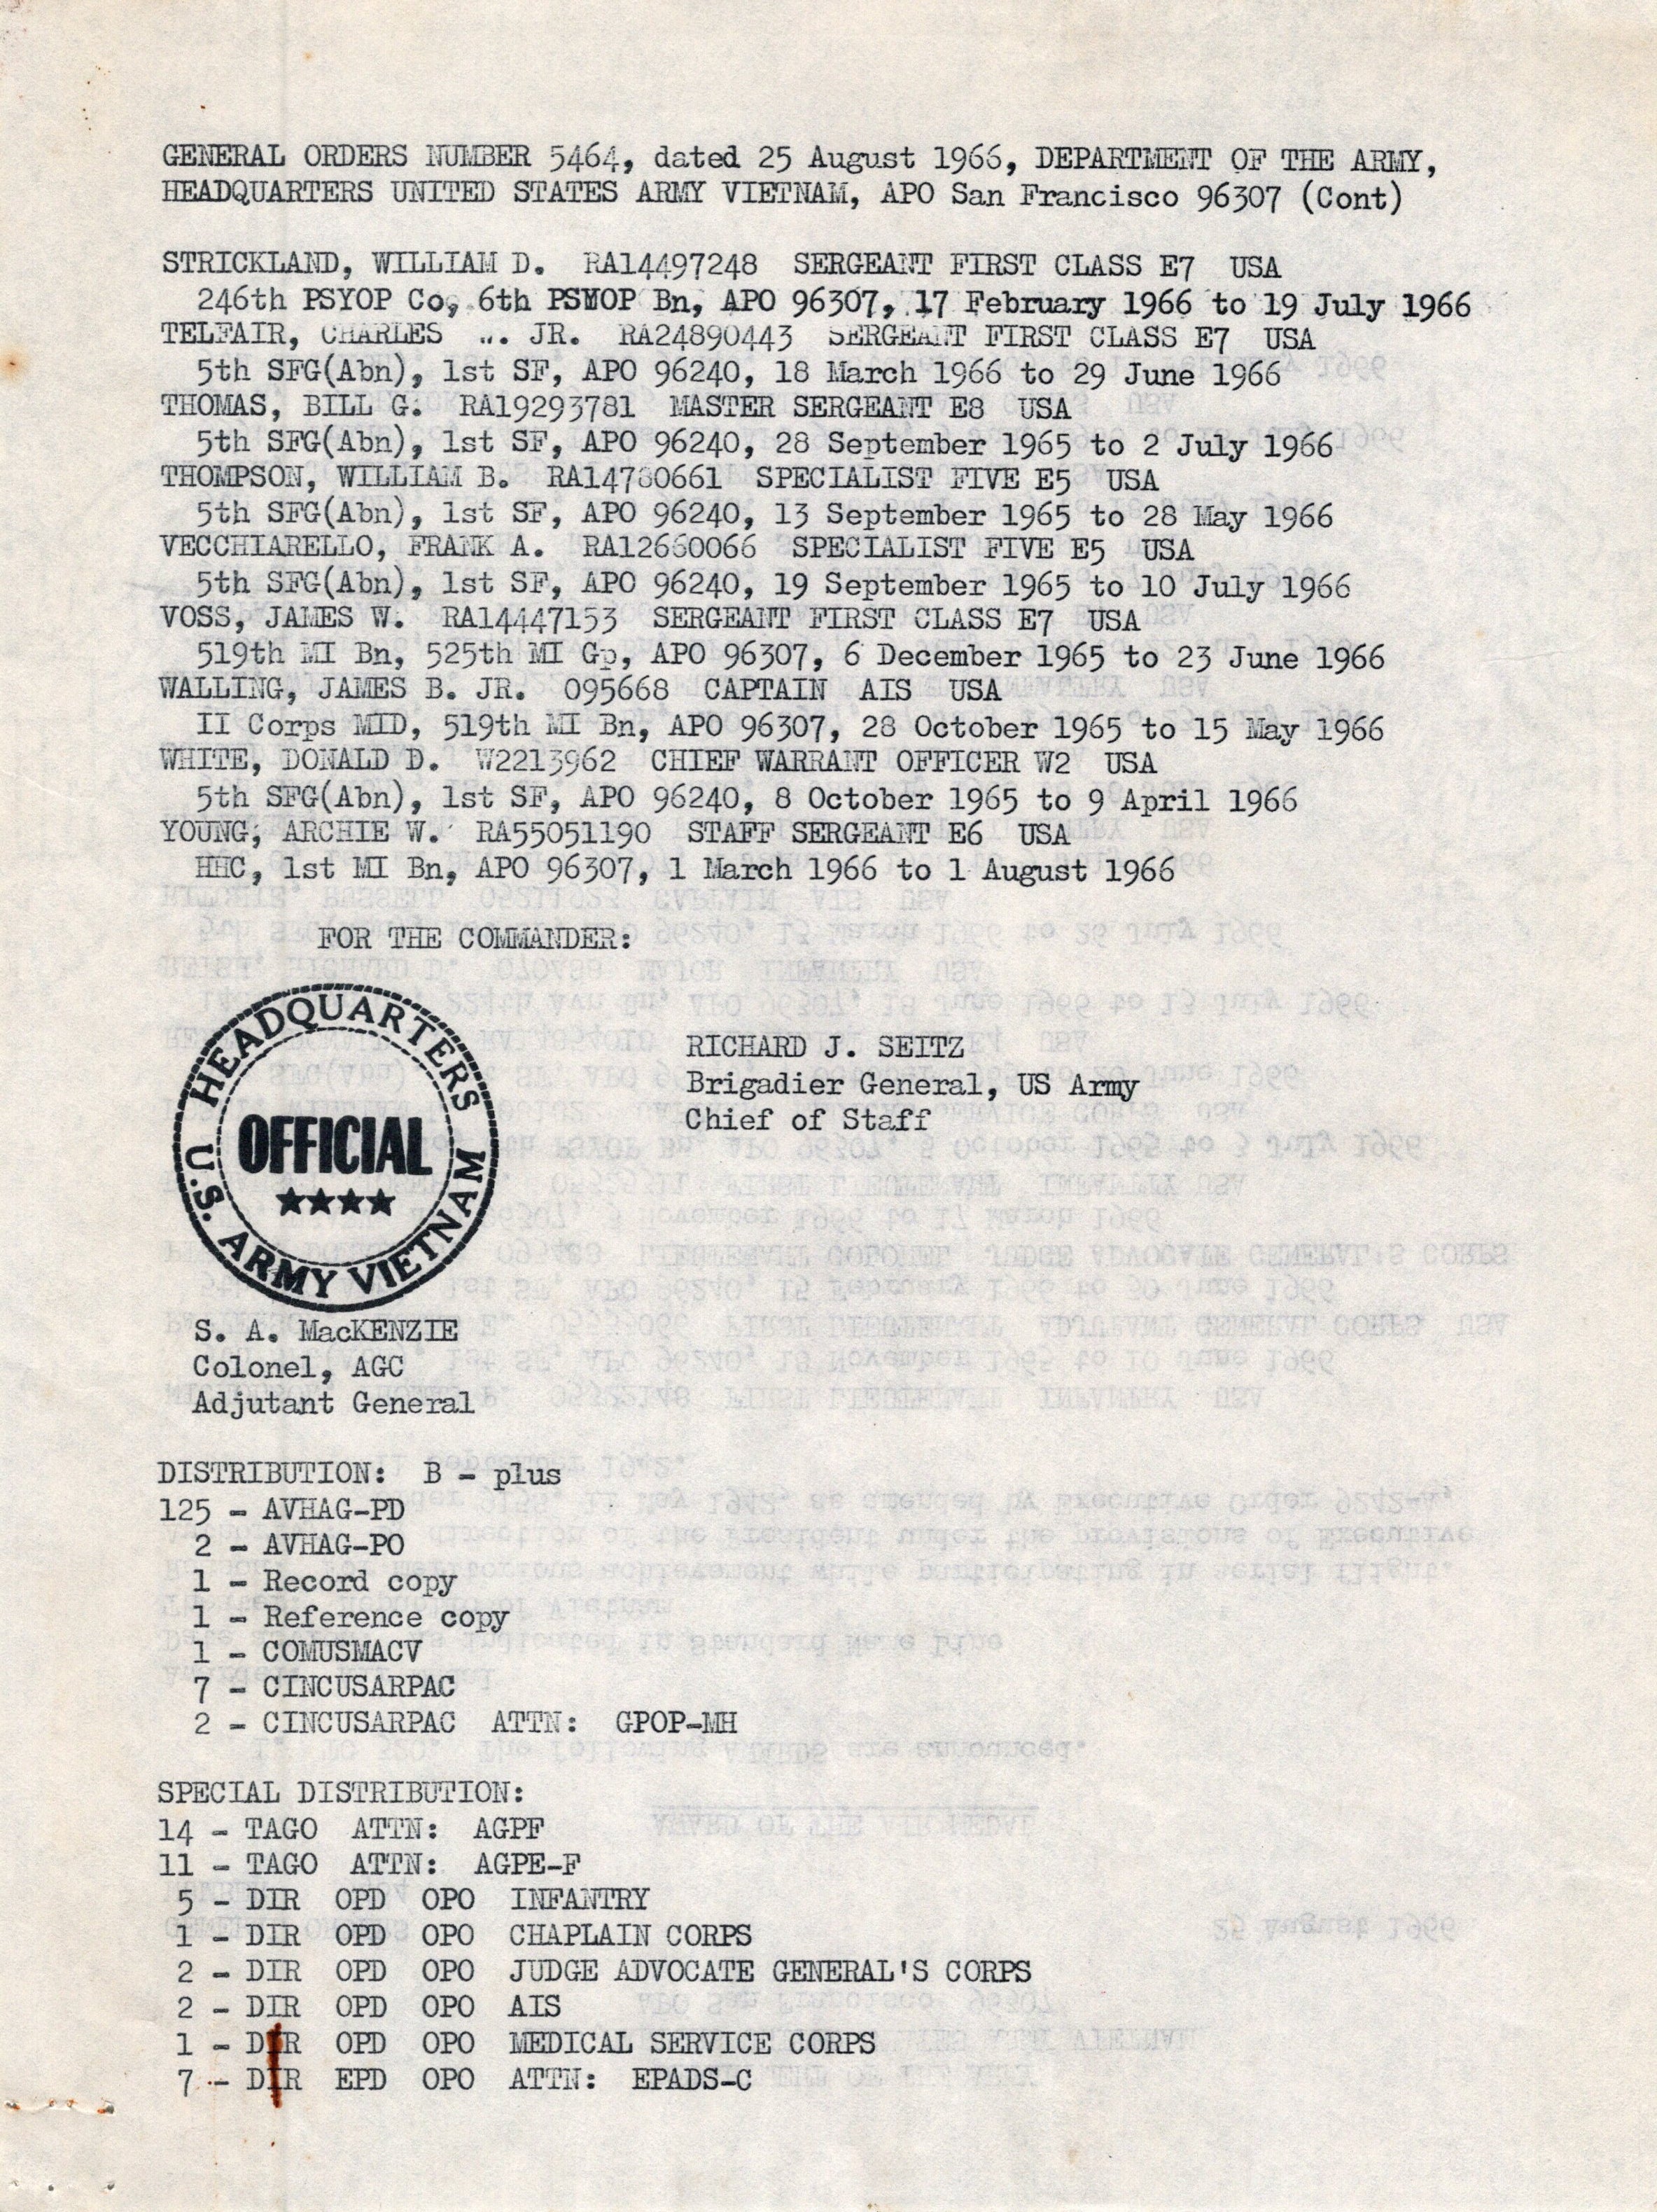 GENERAL ORDERS NUMBER 5464, dated 25 August 1966, DEPARTMENT OF THE ARMY,
HEADQUARTERS UNITED STATES ARMY VIETNAM, APO San Francisco 96307 (Cont)
STRICKLAND, WILLIAM D. RA14497248 SERGEANT FIRST CLASS E7 USA
246th PSYOP Co, 6th PSYOP Bn, APO 96307, 17 February 1966 to 19 July 1966
TELFAIR, CHARLES JR. RA24890443 SERGEANT FIRST CLASS E7 USA
5th SFG(Abn), 1st SF, APO 96240, 18 March 1966 to 29 June 1966
THOMAS, BILL G. RA19293781 MASTER SERGEANT E8 USA
5th SFG(Abn), 1st SF, APO 96240, 28 September 1965 to 2 July 1966
THOMPSON, WILLIAM B. SPECIALIST FIVE E5 USA
5th SFG(Abn), 1st SF, APO 96240, 13 September 1965 to 28 May 1966
VECCHIARELLO, FRANK A. RA12660066 SPECIALIST FIVE E5 USA
5th SFG(Abn), 1st SF, APO 96240, 19 September 1965 to 10 July 1966
VOSS, JAMES W. RA14447153 SERGEANT FIRST CLASS E7 USA
519th MI Bn, 525th MI Gp, APO 96307, 6 December 1965 to 23 June 1966
WALLING, JAMES B. JR. 095668 CAPTAIN AIS USA
II Corps MID, 519th MI Bn, APO 96307, 28 October 1965 to 15 May 1966
WHITE, DONALD D. W2213962 CHIEF WARRANT OFFICER W2 USA
5th SFG(Abn), 1st SF, APO 96240, 8 October 1965 to 9 April 1966
YOUNG, ARCHIE W. RA55051190 STAFF SERGEANT E6 USA
HHC, 1st MI Bn, APO 96307, 1 March 1966 to 1 August 1966
FOR THE COMMANDER:
HEADQUARTERS
OFFICIAL
★★★★
U.S. ARMY VIETNAM
RICHARD J. SEITZ
Brigadier General, US Army
Chief of Staff
S. A. MacKENZIE
Colonel, AGC
Adjutant General
DISTRIBUTION: B - plus
125 - AVHAG-PD
2 - AVHAG-PO
1 - Record copy
1 - Reference copy
1 - COMUSMACV
7 - CINCUSARPAC
2 - CINCUSARPAC ATTN: GPOP-MH
SPECIAL DISTRIBUTION:
14 - TAGO ATTN: AGPF
11 - TAGO ATTN: AGPE-F
5 - DIR OPD OPO INFANTRY
1 - DIR OPD OPO CHAPLAIN CORPS
2 - DIR OPD OPO JUDGE ADVOCATE GENERAL'S CORPS
2 - DIR OPD OPO AIS
1 - DIR OPD OPO MEDICAL SERVICE CORPS
7 - DIR EPD OPO ATTN: EPADS-C